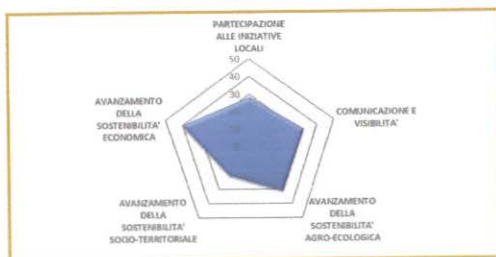 PARTECIPAZIONE
ALLE INIZIATIVE
LOCALI
50
40
30
COMUNICAZIONE E
VISIBILITA'
AVANZAMENTO
DELLA
SOSTENIBILITA'
AGRO-ECOLOGICA
AVANZAMENTO
DELLA
SOSTENIBILITA'
SOCIO-TERRITORIALE
AVANZAMENTO
DELLA
SOSTENIBILITA'
ECONOMICA